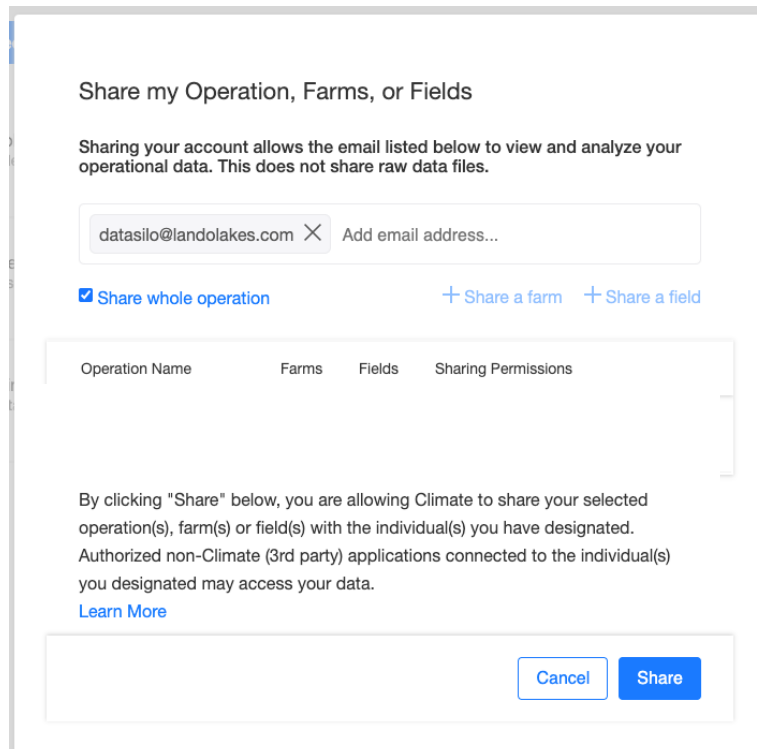 Share my Operation, Farms, or Fields
Sharing your account allows the email listed below to view and analyze your
operational data. This does not share raw data files.
datasilo@landolakes.com Add email address...
Share whole operation + Share a farm + Share a field
Operation Name Farms Fields Sharing Permissions
By clicking "Share" below, you are allowing Climate to share your selected
operation(s), farm(s) or field(s) with the individual(s) you have designated.
Authorized non-Climate (3rd party) applications connected to the individual(s)
you designated may access your data.
Learn More
Cancel Share